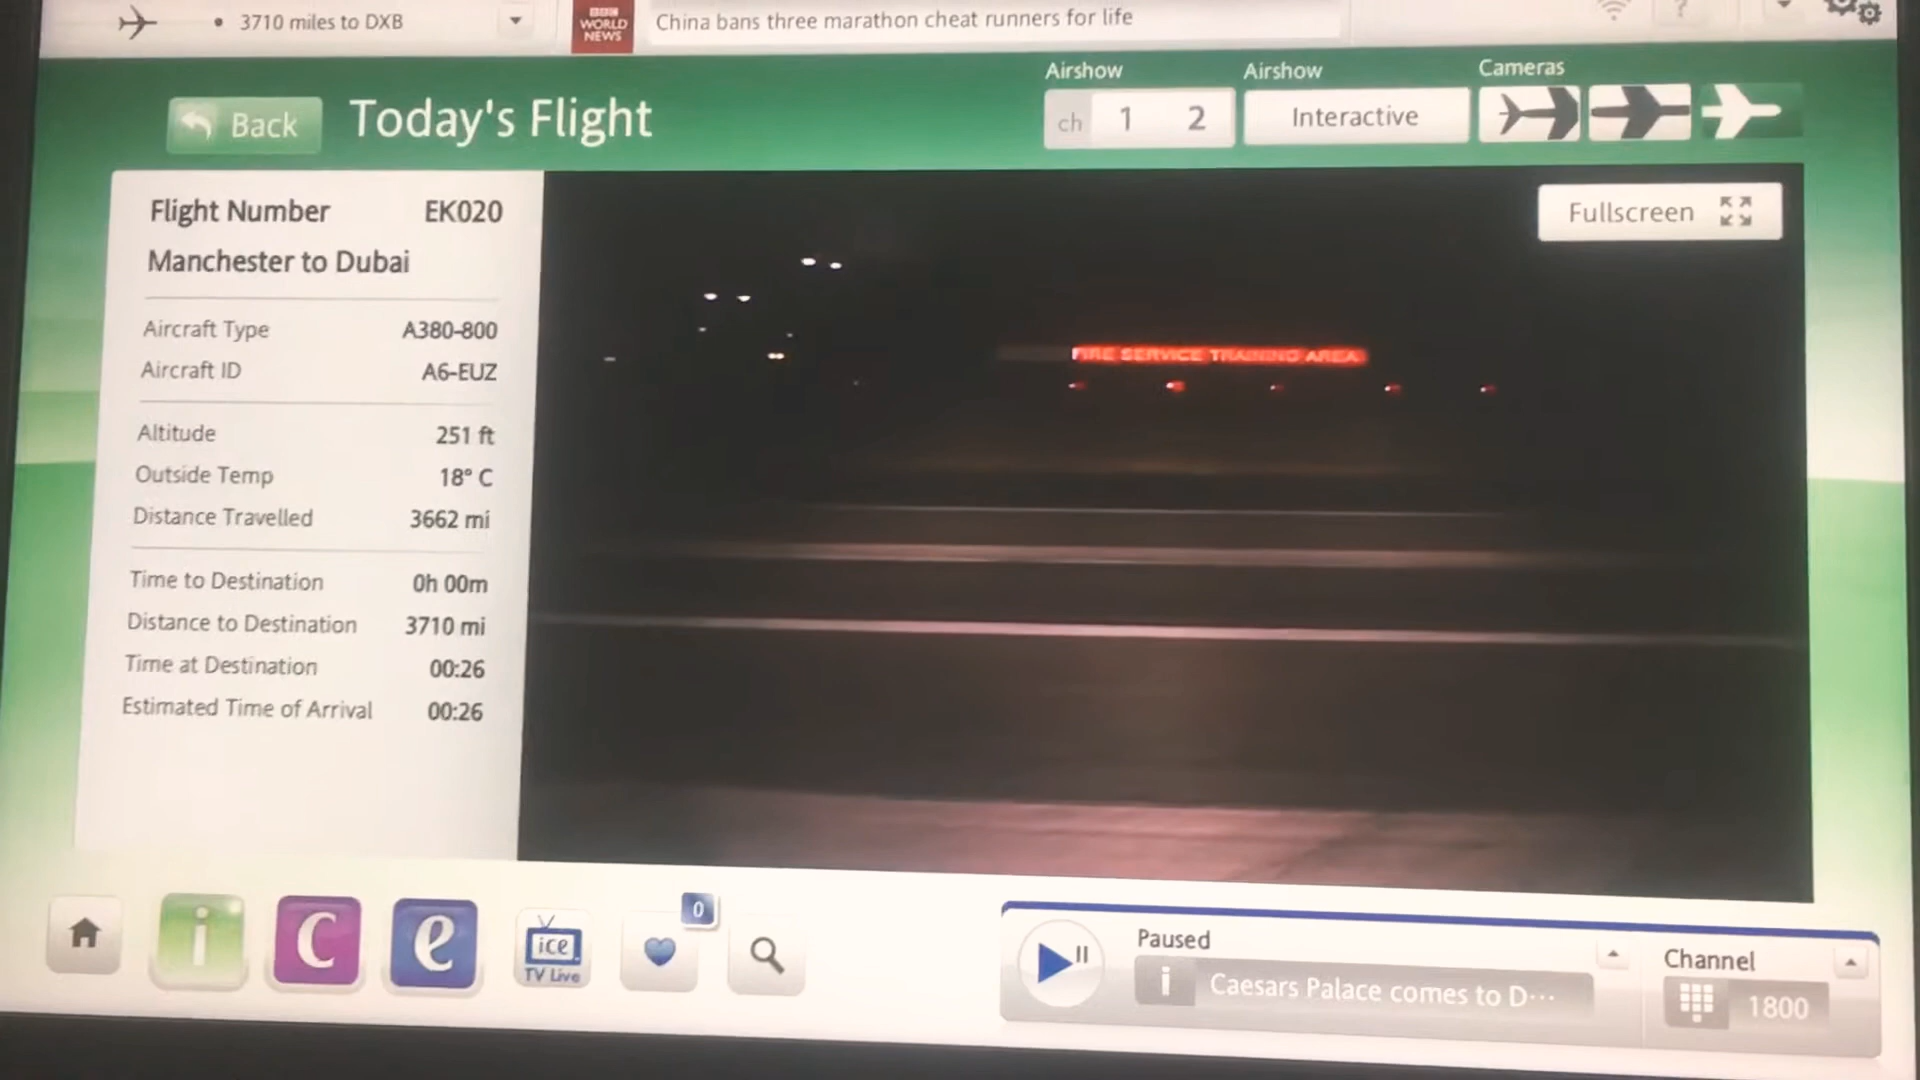 3710 miles to DXB
BBC
WORLD
NEWS
China bans three marathon cheat runners for life
Back
Today's Flight
Airshow
ch 1 2
Airshow
Interactive
Cameras
Flight Number EK020
Manchester to Dubai
Aircraft Type A380-800
Aircraft ID A6-EUZ
Altitude 251 ft
Outside Temp 18° C
Distance Travelled 3662 mi
Time to Destination 0h 00m
Distance to Destination 3710 mi
Time at Destination 00:26
Estimated Time of Arrival 00:26
Fullscreen
FIRE SERVICE TRAINING AREA
i
C
e
ice
TV Live
0
Paused
i
Caesars Palace comes to D···
Channel
1800
?